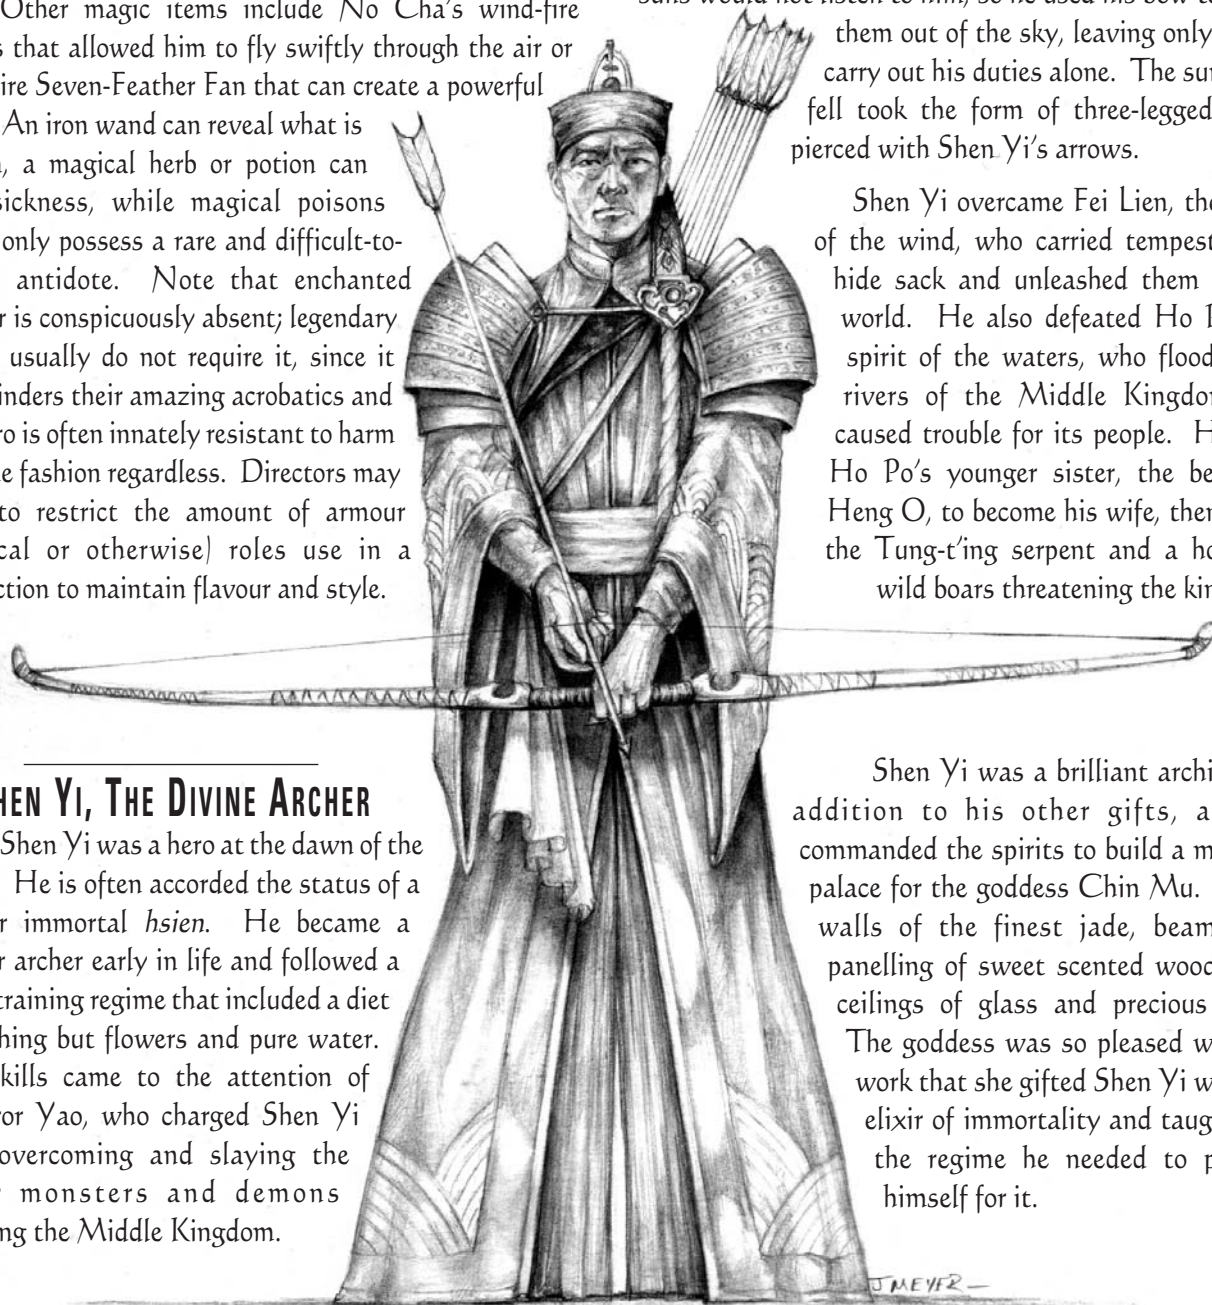 Other magic items include No Cha's wind-fire
that allowed him to fly swiftly through the air or
Seven-Feather Fan that can create a powerful
An iron wand can reveal what is
a magical herb or potion can
sickness, while magical poisons
only possess a rare and difficult-to-
antidote. Note that enchanted
is conspicuously absent; legendary
usually do not require it, since it
their amazing acrobatics and
is often innately resistant to harm
fashion regardless. Directors may
to restrict the amount of armour
or otherwise) roles use in a
to maintain flavour and style.
HEN YI, THE DIVINE ARCHER
Shen Yi was a hero at the dawn of the
He is often accorded the status of a
immortal hsien. He became a
archer early in life and followed a
training regime that included a diet
but flowers and pure water.
kills came to the attention of
Yao, who charged Shen Yi
overcoming and slaying the
monsters and demons
the Middle Kingdom.
suns would not listen to him, so he used his bow to
them out of the sky, leaving only
carry out his duties alone. The sun
fell took the form of three-legged
pierced with Shen Yi's arrows.
Shen Yi overcame Fei Lien, the
of the wind, who carried tempest
hide sack and unleashed them
world. He also defeated Ho P
spirit of the waters, who flood
rivers of the Middle Kingdo
caused trouble for its people. H
Ho Po's younger sister, the be
Heng O, to become his wife, then
the Tung-t'ing serpent and a ho
wild boars threatening the kin
Shen Yi was a brilliant archi
addition to his other gifts, a
commanded the spirits to build a m
palace for the goddess Chin Mu.
walls of the finest jade, beam
panelling of sweet scented wood
ceilings of glass and precious
The goddess was so pleased w
work that she gifted Shen Yi w
elixir of immortality and taug
the regime he needed to p
himself for it.
J MEYER